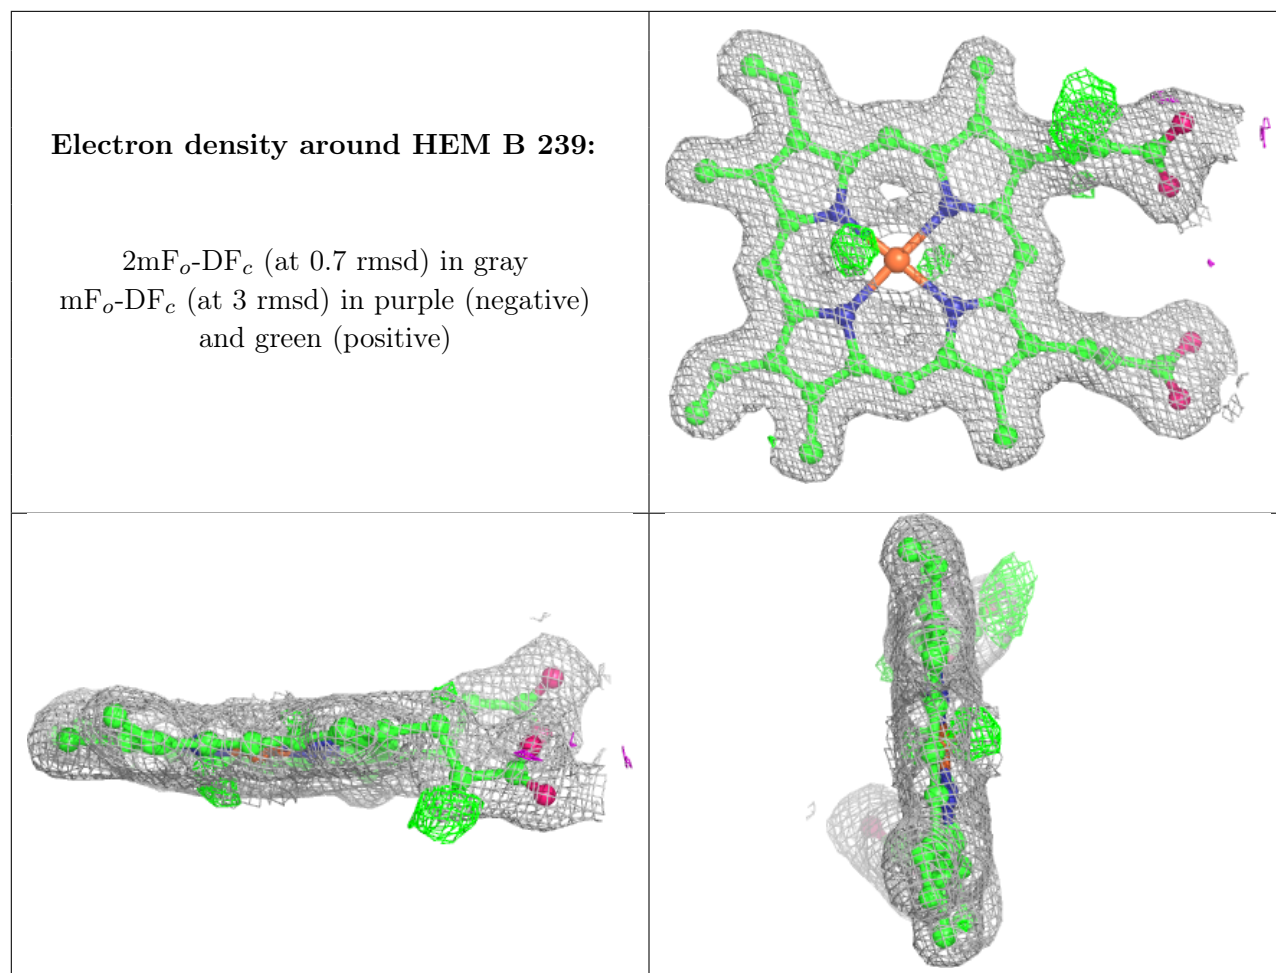 Electron density around HEM B 239:
2mFo-DFc (at 0.7 rmsd) in gray
mFo-DFc (at 3 rmsd) in purple (negative)
and green (positive)